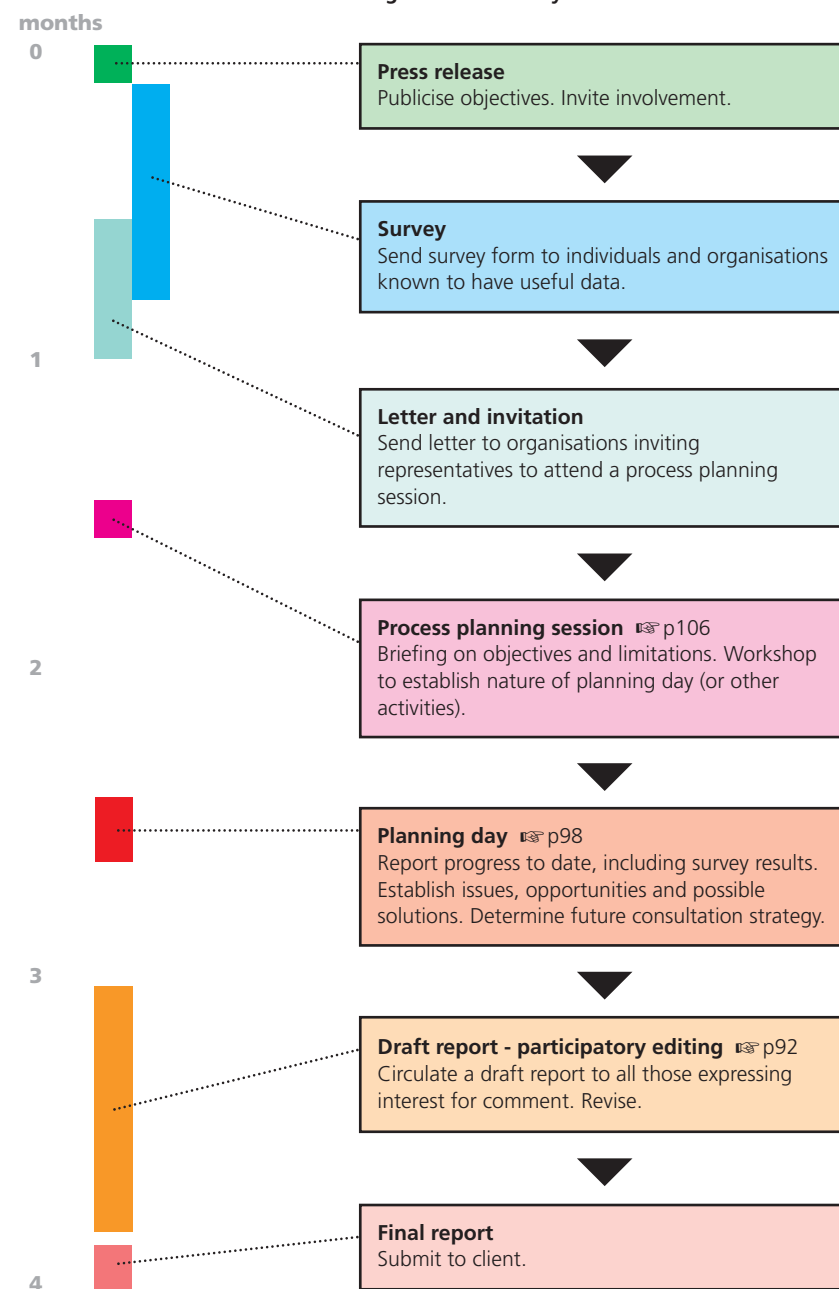 months
0
Press release
Publicise objectives. Invite involvement.
Survey
Send survey form to individuals and organisations
known to have useful data.
1
Letter and invitation
Send letter to organisations inviting
representatives to attend a process planning
session.
Process planning session ☞ p106
Briefing on objectives and limitations. Workshop
to establish nature of planning day (or other
activities).
2
Planning day ☞ p98
Report progress to date, including survey results.
Establish issues, opportunities and possible
solutions. Determine future consultation strategy.
3
Draft report - participatory editing ☞ p92
Circulate a draft report to all those expressing
interest for comment. Revise.
Final report
Submit to client.
4